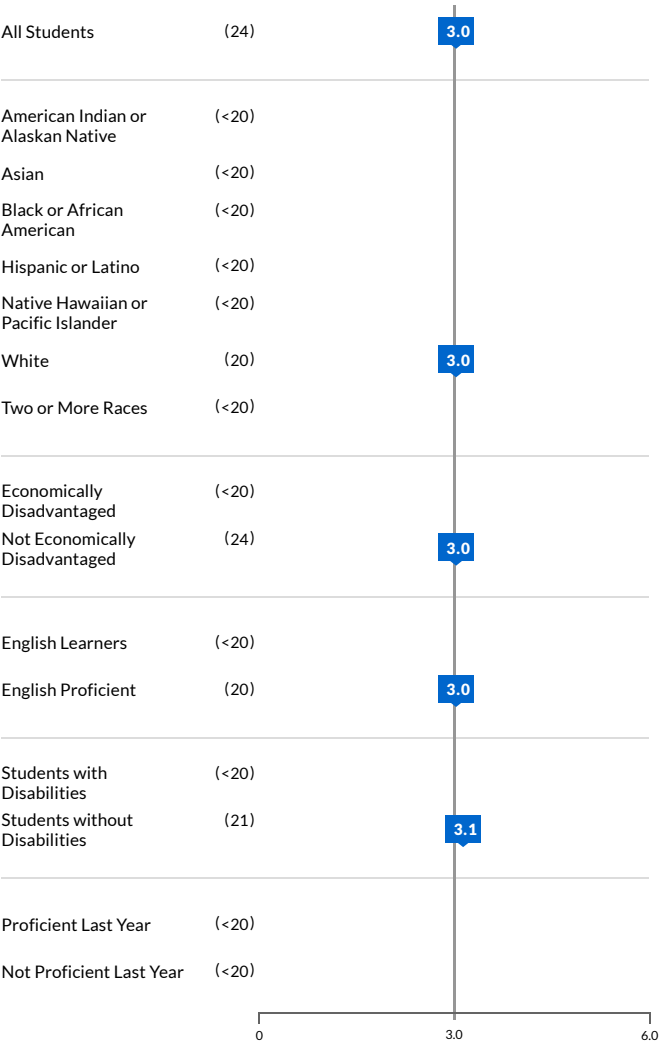 All Students (24) 3.0
American Indian or (<20)
Alaskan Native
Asian (<20)
Black or African (<20)
American
Hispanic or Latino (<20)
Native Hawaiian or (<20)
Pacific Islander
White (20) 3.0
Two or More Races (<20)
Economically (<20)
Disadvantaged
Not Economically (24) 3.0
Disadvantaged
English Learners (<20)
English Proficient (20) 3.0
Students with (<20)
Disabilities
Students without (21) 3.1
Disabilities
Proficient Last Year (<20)
Not Proficient Last Year (<20)
0 3.0 6.0